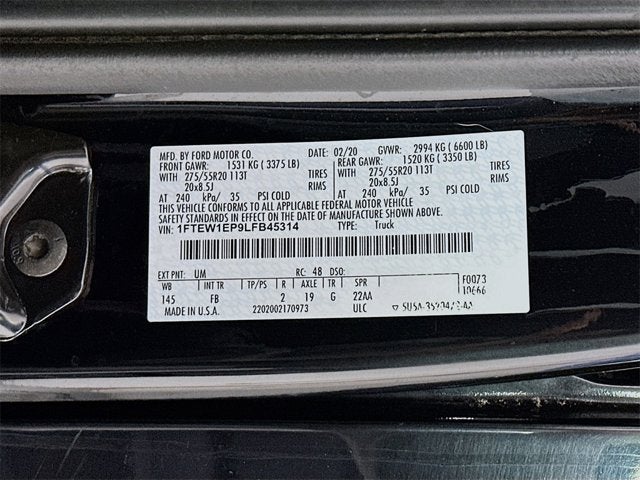 MFD. BY FORD MOTOR CO. DATE: 02/20 GVWR: 2994 KG ( 6600 LB)
FRONT GAWR: 1531 KG ( 3375 LB) REAR GAWR: 1520 KG ( 3350 LB)
WITH 275/55R20 113T TIRES WITH 275/55R20 113T TIRES
20x8.5J RIMS 20x8.5J RIMS
AT 240 kPa/ 35 PSI COLD AT 240 kPa/ 35 PSI COLD
THIS VEHICLE CONFORMS TO ALL APPLICABLE FEDERAL MOTOR VEHICLE
SAFETY STANDARDS IN EFFECT ON THE DATE OF MANUFACTURE SHOWN ABOVE.
VIN: 1FTEW1EP9LFB45314 TYPE: Truck
EXT PNT: UM RC: 48 DSO:
WB INT TR TP/PS R AXLE TR SPR F0073
145 FB 2 19 G 22AA 10666
MADE IN U.S.A. 2202002170973 ULC